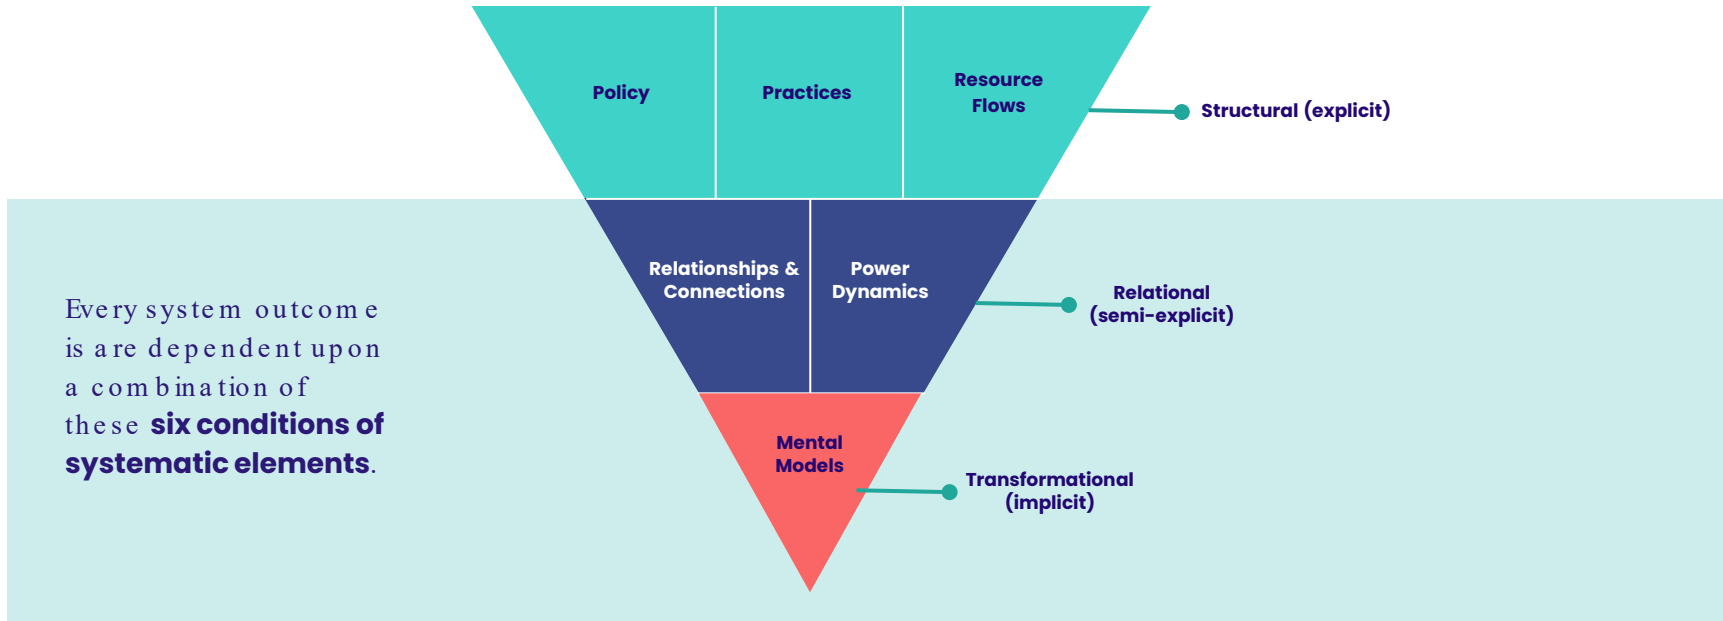 Policy
Practices
Resource
Flows
Structural (explicit)
Relationships &
Connections
Power
Dynamics
Relational
(semi-explicit)
Every system outcome
is are dependent upon
a combination of
these six conditions of
systematic elements.
Mental
Models
Transformational
(implicit)